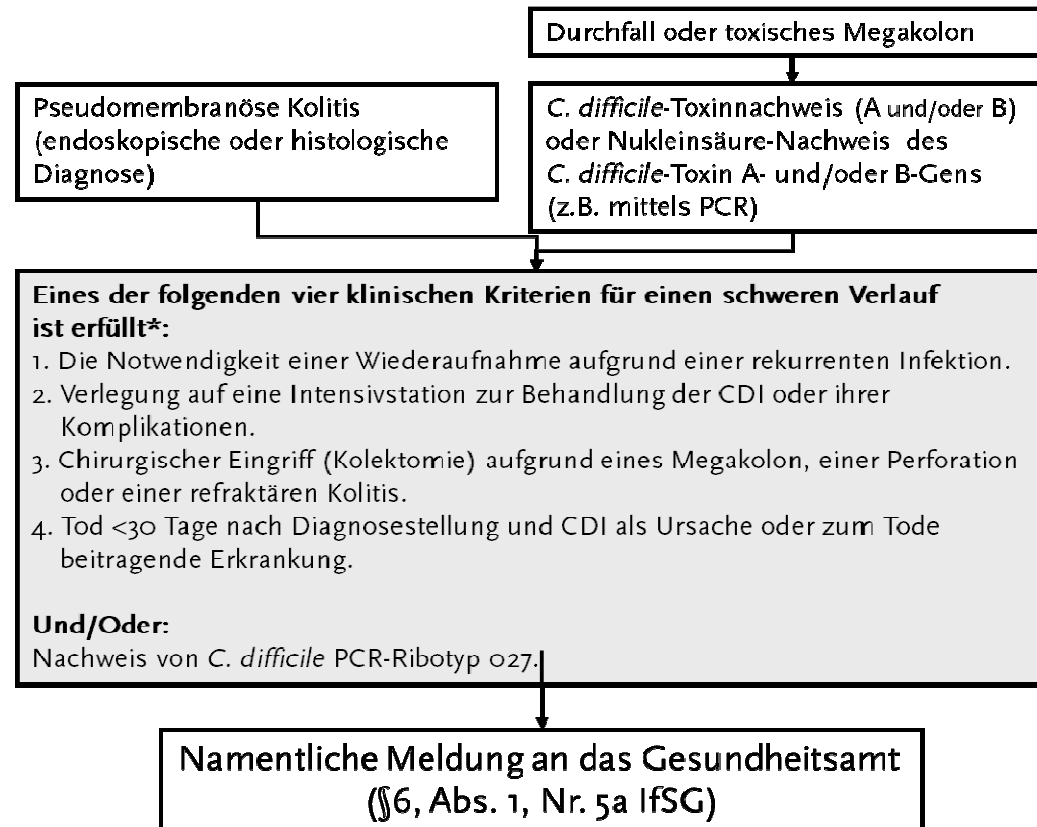 Durchfall oder toxisches Megakolon
Pseudomembranöse Kolitis
(endoskopische oder histologische
Diagnose)
C. difficile-Toxinnachweis (A und/oder B)
oder Nukleinsäure-Nachweis des
C. difficile-Toxin A- und/oder B-Gens
(z.B. mittels PCR)
Eines der folgenden vier klinischen Kriterien für einen schweren Verlauf
ist erfüllt*:
1. Die Notwendigkeit einer Wiederaufnahme aufgrund einer rekurrenten Infektion.
2. Verlegung auf eine Intensivstation zur Behandlung der CDI oder ihrer
Komplikationen.
3. Chirurgischer Eingriff (Kolektomie) aufgrund eines Megakolon, einer Perforation
oder einer refraktären Kolitis.
4. Tod <30 Tage nach Diagnosestellung und CDI als Ursache oder zum Tode
beitragende Erkrankung.
Und/Oder:
Nachweis von C. difficile PCR-Ribotyp 027.
Namentliche Meldung an das Gesundheitsamt
(§6, Abs. 1, Nr. 5a IfSG)